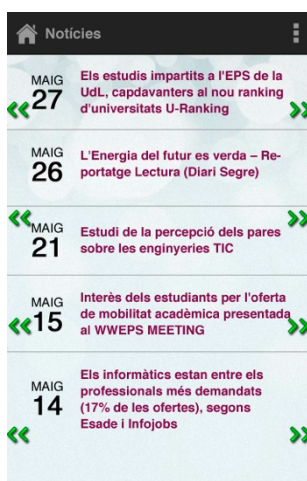 Notícies
MAIG
27
Els estudis impartits a l'EPS de la
UdL, capdavanters al nou ranking
d'universitats U-Ranking
MAIG
26
L'Energia del futur es verda – Re-
portatge Lectura (Diari Segre)
MAIG
21
Estudi de la percepció dels pares
sobre les enginyeries TIC
MAIG
15
Interès dels estudiants per l'oferta
de mobilitat acadèmica presentada
al WWEPS MEETING
MAIG
14
Els informàtics estan entre els
professionals més demandats
(17% de les ofertes), segons
Esade i Infojobs